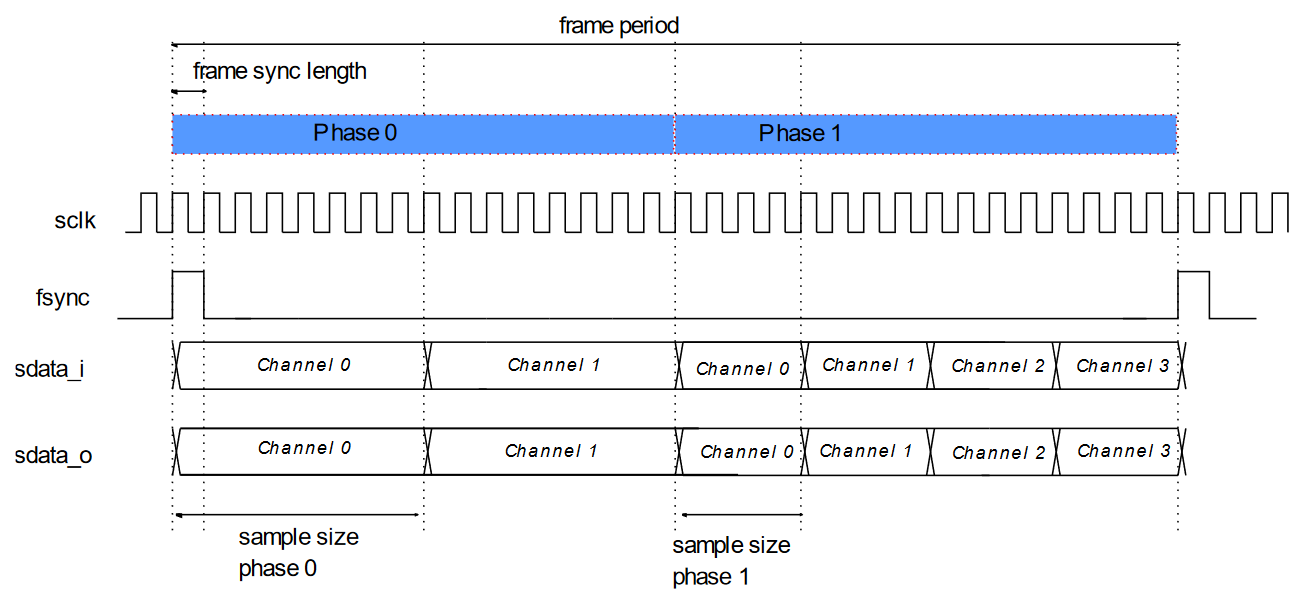 frame period
frame sync length
Phase 0 Phase 1
sclk
fsync
sdata_i Channel 0 Channel 1 Channel 0 Channel 1 Channel 2 Channel 3
sdata_o Channel 0 Channel 1 Channel 0 Channel 1 Channel 2 Channel 3
sample size
phase 0
sample size
phase 1